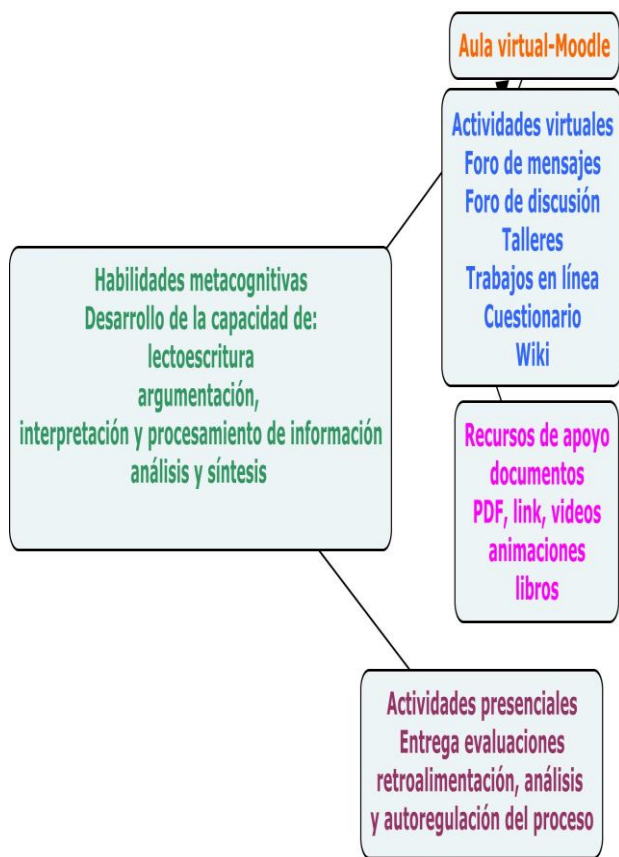 Aula virtual-Moodle
Actividades virtuales
Foro de mensajes
Foro de discusión
Talleres
Trabajos en línea
Cuestionario
Wiki
Habilidades metacognitivas
Desarrollo de la capacidad de:
lectoescritura
argumentación,
interpretación y procesamiento de información
análisis y síntesis
Recursos de apoyo
documentos
PDF, link, videos
animaciones
libros
Actividades presenciales
Entrega evaluaciones
retroalimentación, análisis
y autoregulación del proceso